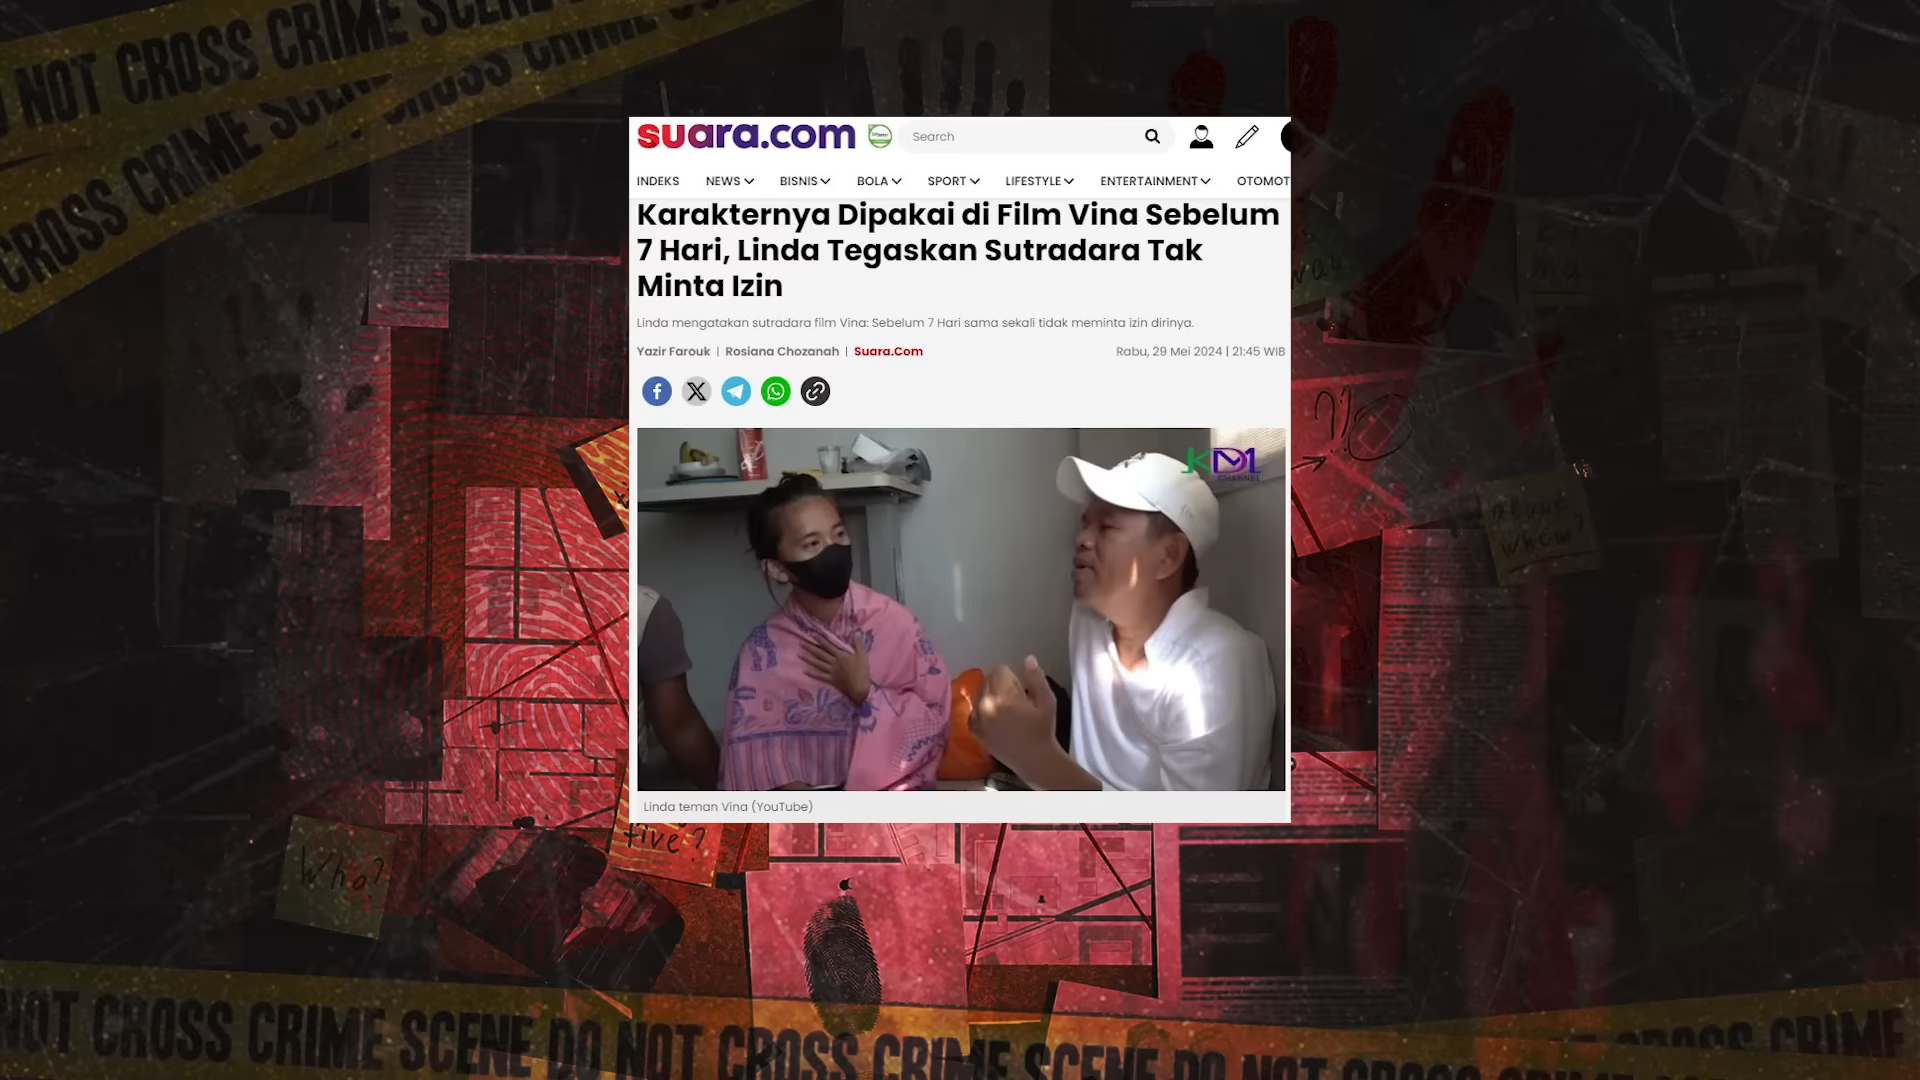 NOT CROSS CRIME SCENE
CROSS CRIME SCENE
suara.com
Search
INDEKS NEWS BISNIS BOLA SPORT LIFESTYLE ENTERTAINMENT OTOMOT
Karakternya Dipakai di Film Vina Sebelum
7 Hari, Linda Tegaskan Sutradara Tak
Minta Izin
Linda mengatakan sutradara film Vina: Sebelum 7 Hari sama sekali tidak meminta izin dirinya.
Yazir Farouk | Rosiana Chozanah | Suara.Com
Rabu, 29 Mei 2024 | 21:45 WIB
KDM
CHANNEL
Linda teman Vina (YouTube)
whom?
Who?
five?
NOT CROSS CRIME SCENE DO NOT CROSS CRIME SCENE DO NOT CROSS CRIME